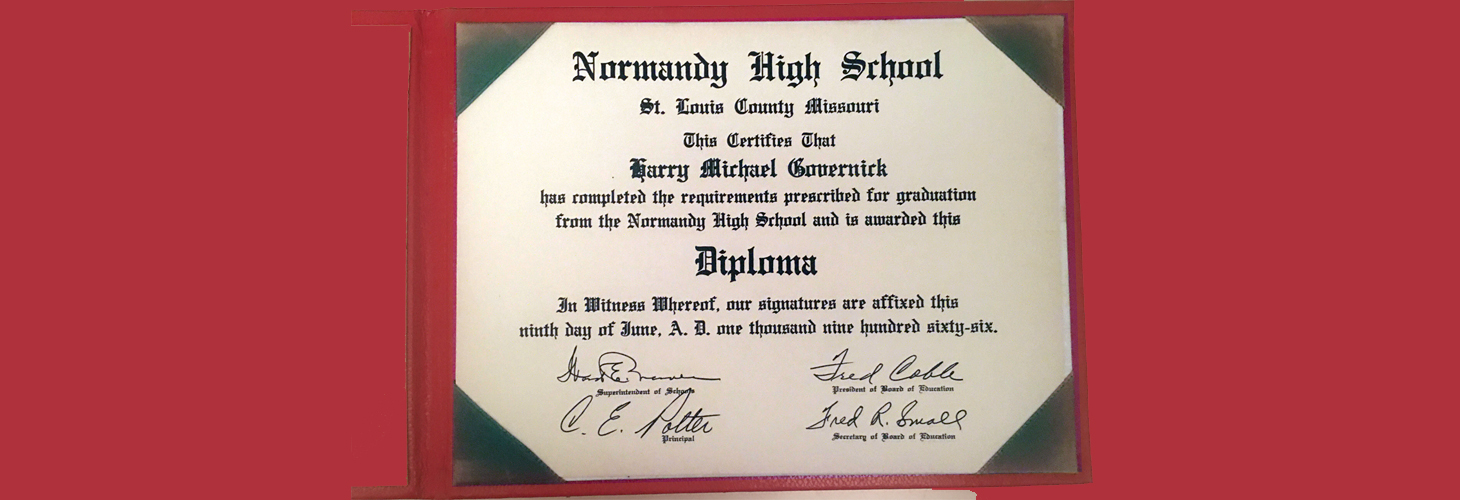 Normandy High School
St. Louis County Missouri
This Certifies That
Harry Michael Governick
has completed the requirements prescribed for graduation
from the Normandy High School and is awarded this
Diploma
In Witness Whereof, our signatures are affixed this
ninth day of June, A. D. one thousand nine hundred sixty-six.
Fred Coble
Superintendent of Schools President of Board of Education
C. E. Potter Fred R. Small
Principal Secretary of Board of Education